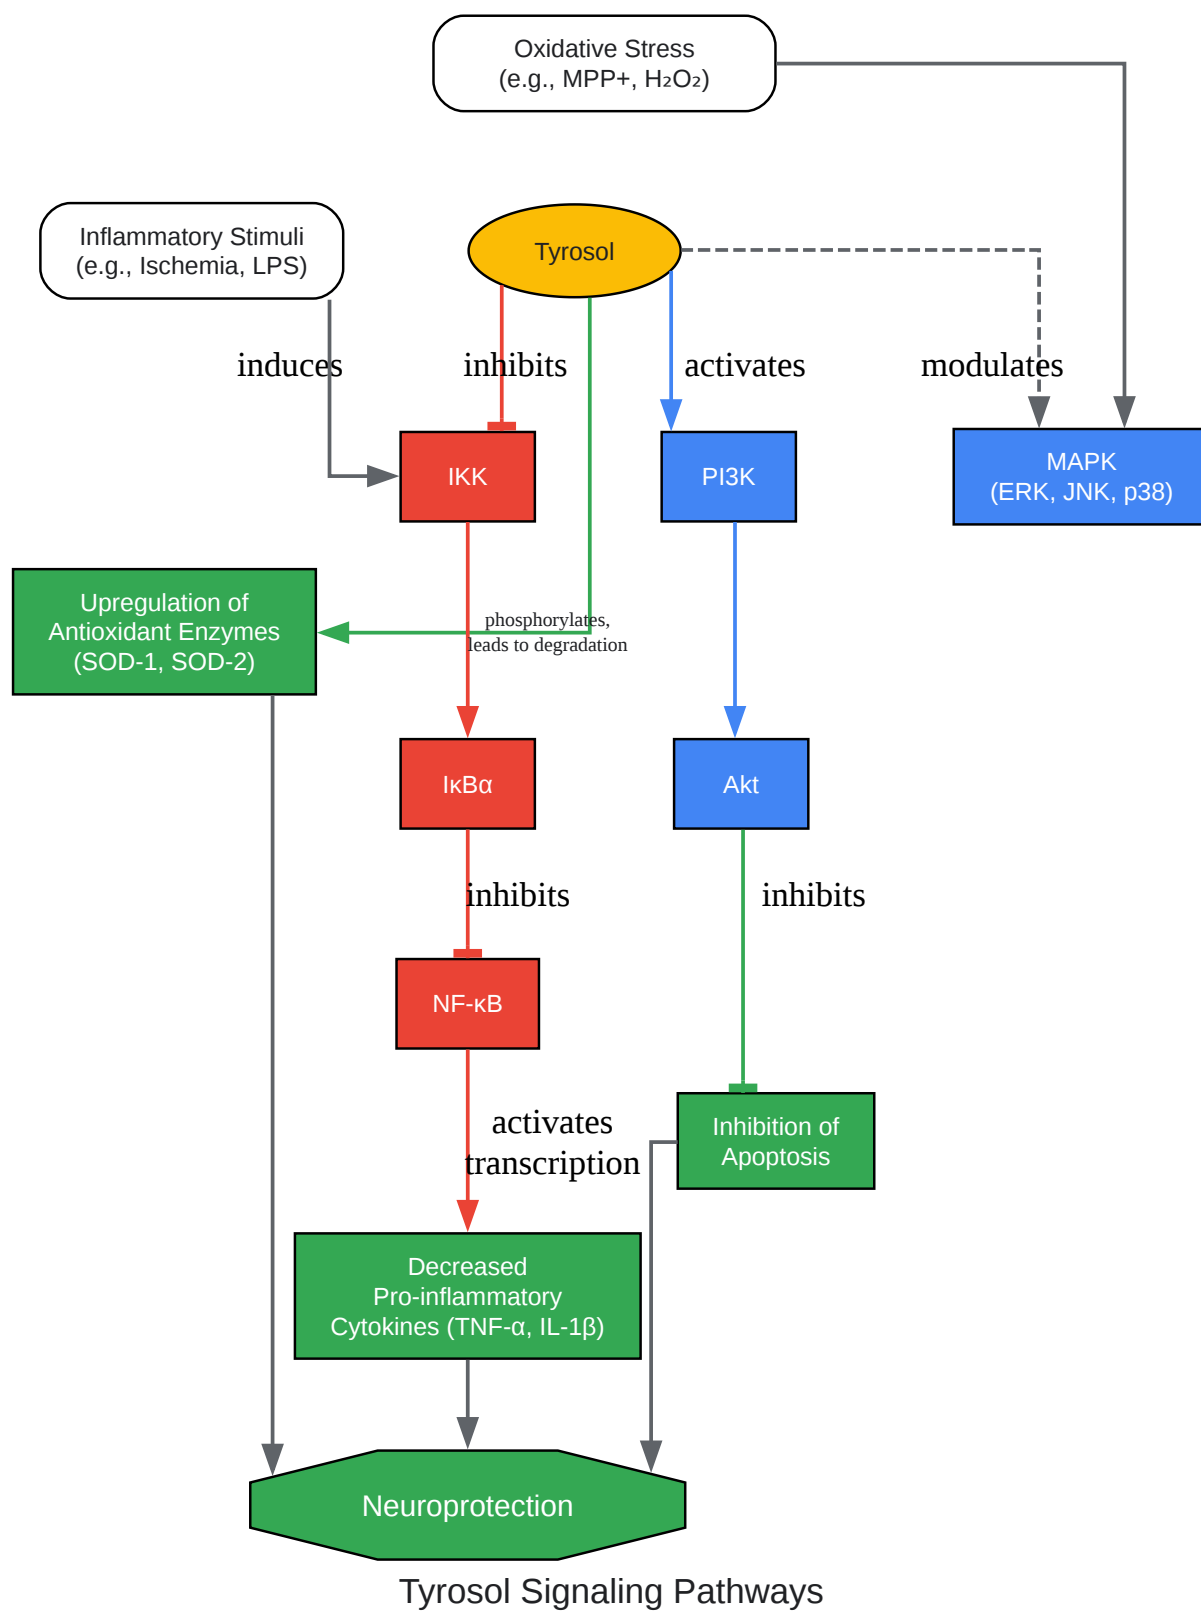 Oxidative Stress
(e.g., MPP+, H₂O₂)
Inflammatory Stimuli
(e.g., Ischemia, LPS)
Tyrosol
induces
inhibits
activates
modulates
IKK
PI3K
MAPK
(ERK, JNK, p38)
Upregulation of
Antioxidant Enzymes
(SOD-1, SOD-2)
phosphorylates,
leads to degradation
IκBα
Akt
inhibits
inhibits
NF-κB
activates
transcription
Inhibition of
Apoptosis
Decreased
Pro-inflammatory
Cytokines (TNF-α, IL-1β)
Neuroprotection
Tyrosol Signaling Pathways